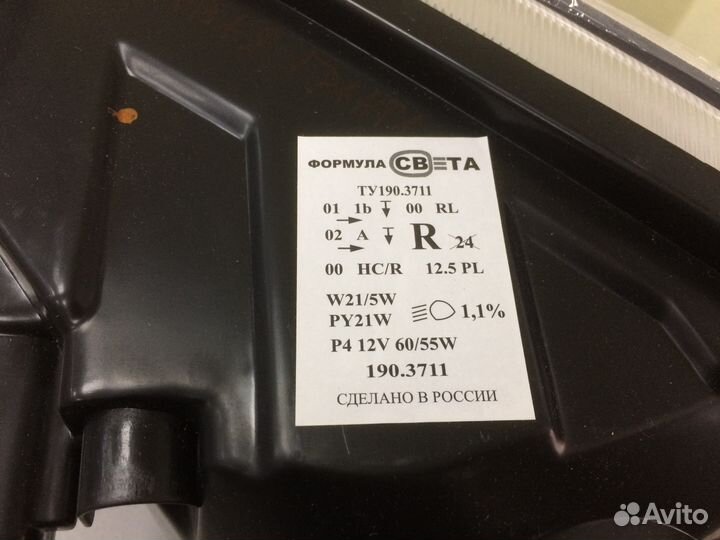 ФОРМУЛА СВЕТА
ТУ190.3711
01 1b 00 RL
02 A R 24
00 HC/R 12.5 PL
W21/5W
PY21W 1,1%
P4 12V 60/55W
190.3711
СДЕЛАНО В РОССИИ
Avito